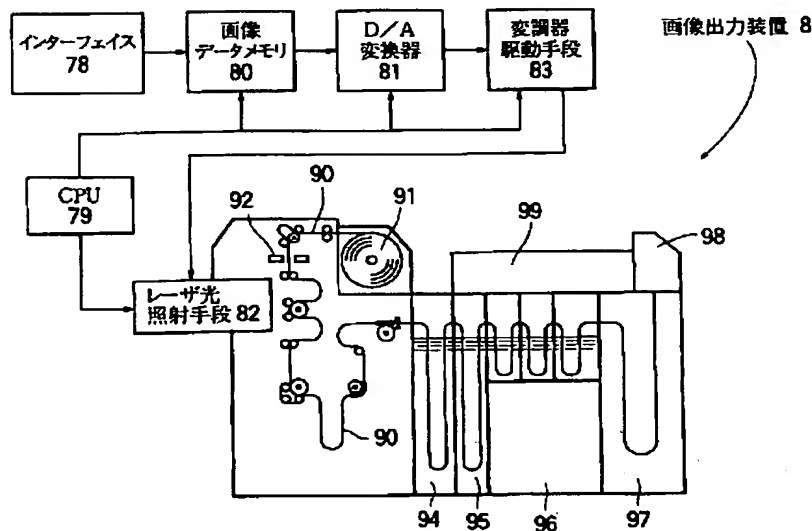 インターフェイス
78
画像
データメモリ
80
D/A
変換器
81
変調器
駆動手段
83
画像出力装置 8
CPU
79
レーザ光
照射手段 82
90
91
92
99
98
90
94
95
96
97